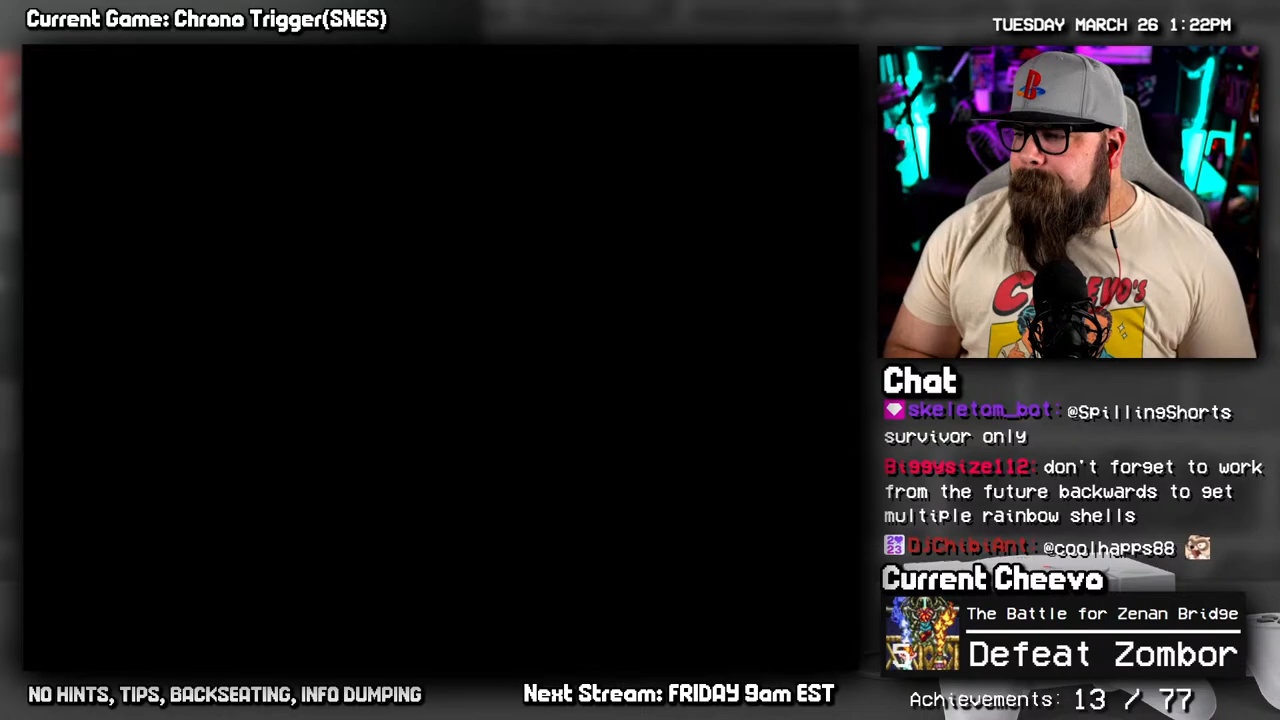 Current Game: Chrono Trigger(SNES)
TUESDAY MARCH 26 1:22PM
Chat
skeletom_bot: @SpillingShorts
survivor only
Biggysize112: don't forget to work
from the future backwards to get
multiple rainbow shells
DjChibiAnt: @coolhapps88
Current Cheevo
The Battle for Zenan Bridge
5
Defeat Zombor
NO HINTS, TIPS, BACKSEATING, INFO DUMPING
Next Stream: FRIDAY 9am EST
Achievements: 13 / 77